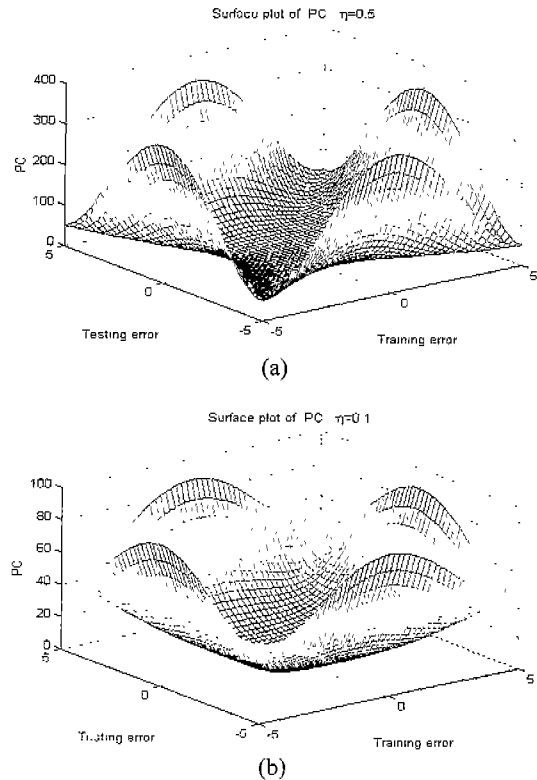 Surface plot of PC η=0.5
400
300
200
100
0
PC
5
0
-5
Testing error
-5
0
5
Training error
(a)
Surface plot of PC η=0.1
100
80
60
40
20
0
PC
5
0
-5
Testing error
-5
0
5
Training error
(b)